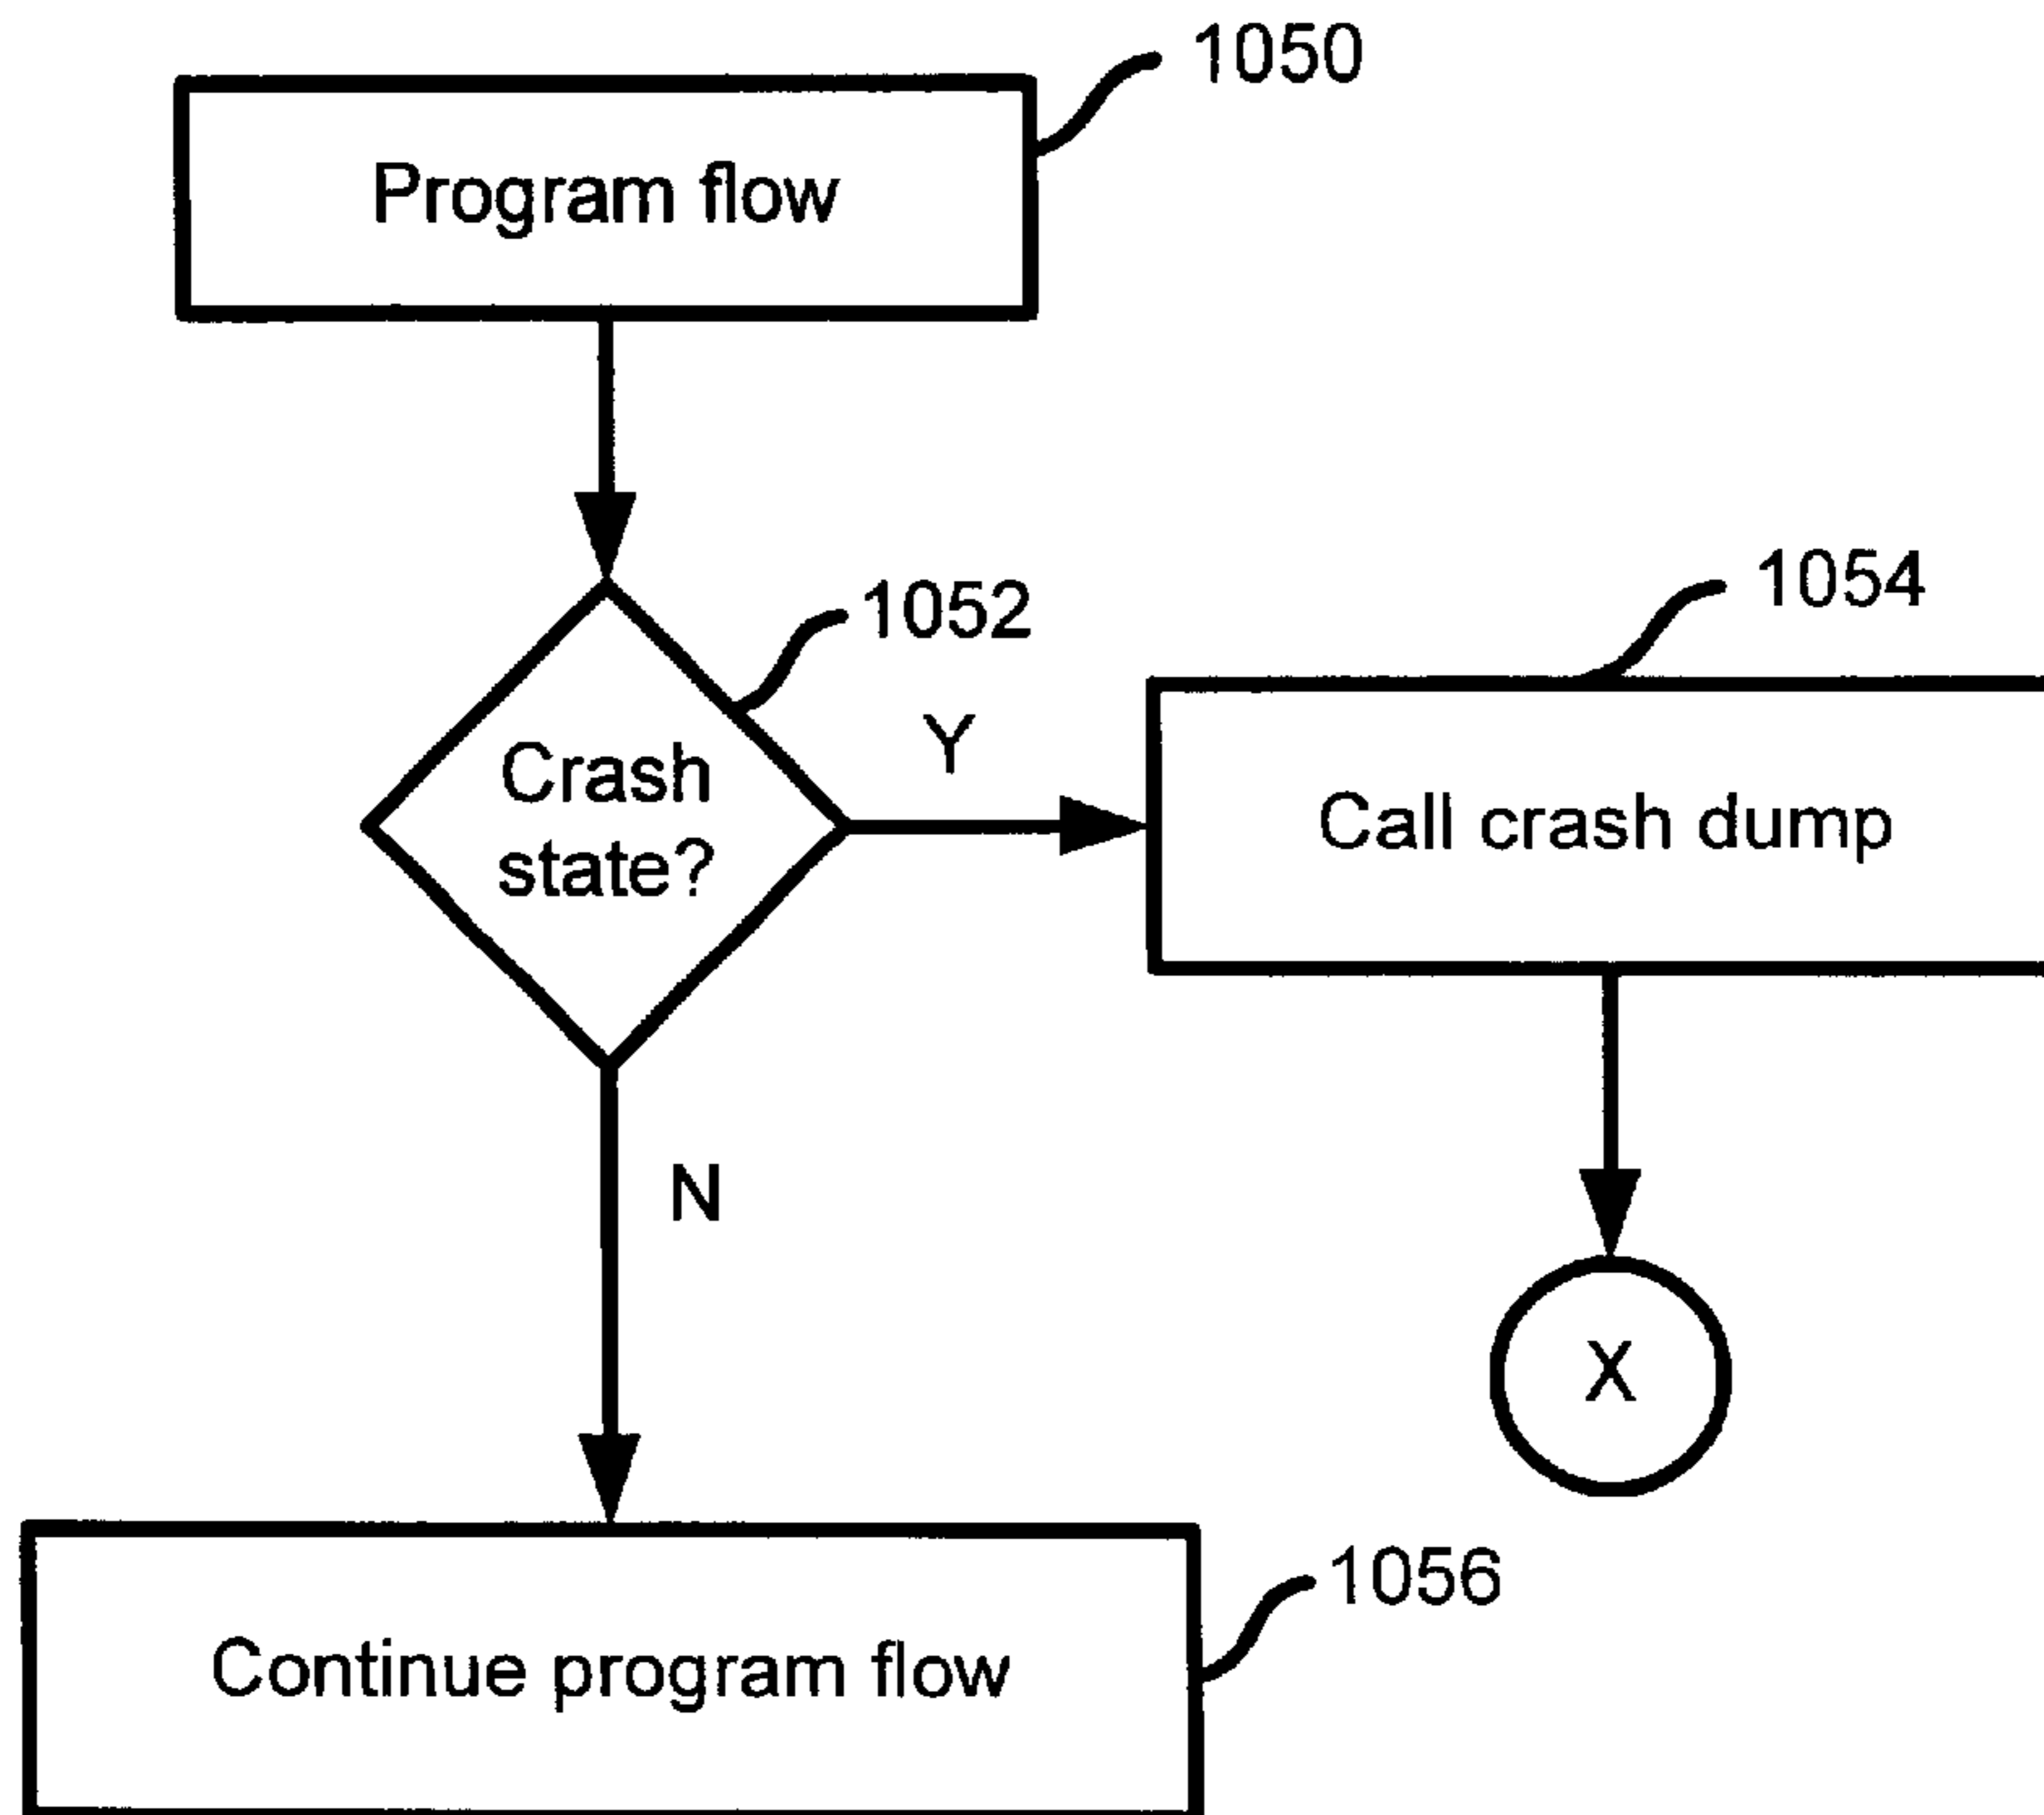 1050
Program flow
1052
1054
Y
Crash
state?
Call crash dump
N
X
1056
Continue program flow